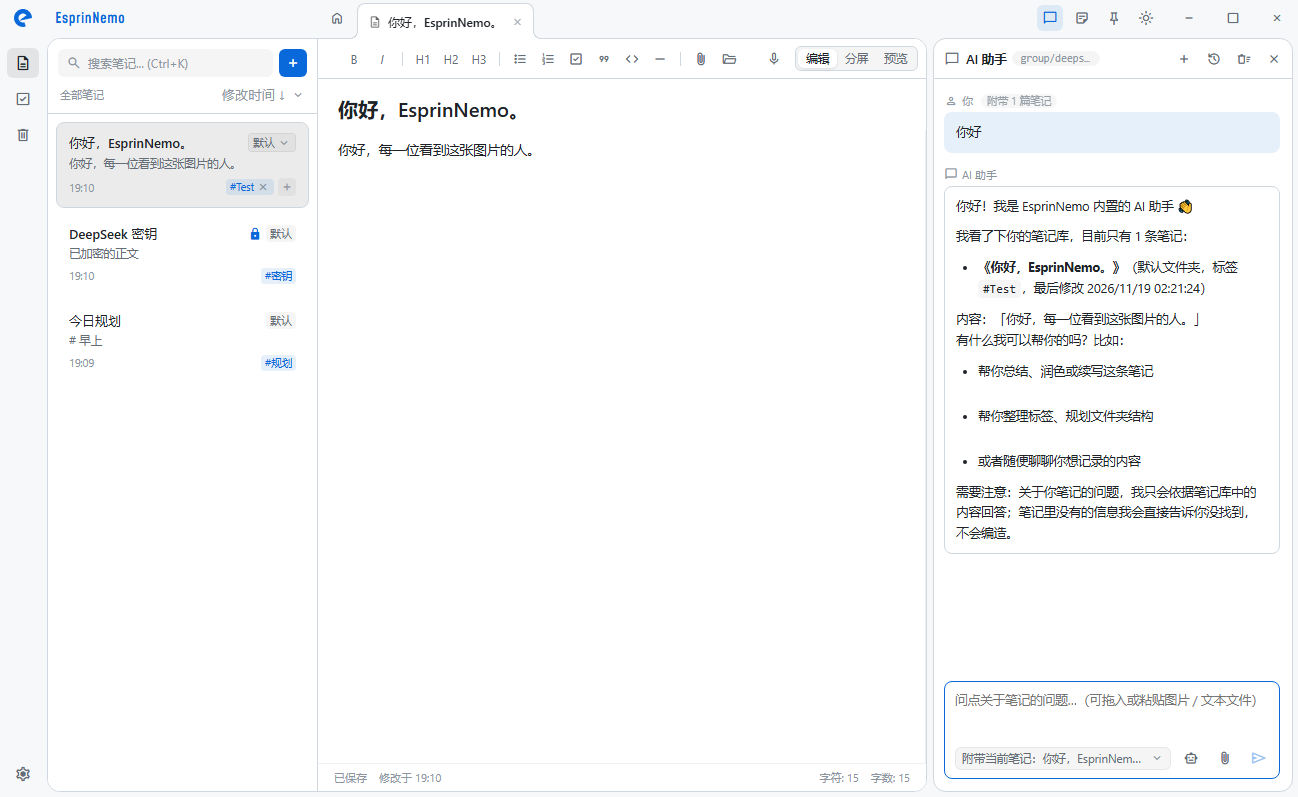 EsprinNemo
你好，EsprinNemo。
搜索笔记... (Ctrl+K)
全部笔记
修改时间 ↓
你好，EsprinNemo。
默认
你好，每一位看到这张图片的人。
19:10
#Test
DeepSeek 密钥
默认
已加密的正文
19:10
#密钥
今日规划
默认
# 早上
19:09
#规划
B I H1 H2 H3
编辑 分屏 预览
你好，EsprinNemo。
你好，每一位看到这张图片的人。
已保存 修改于 19:10
字符: 15 字数: 15
AI 助手 group/deeps...
你 附带 1 篇笔记
你好
AI 助手
你好！我是 EsprinNemo 内置的 AI 助手 👋
我看了下你的笔记库，目前只有 1 条笔记：
• 《你好，EsprinNemo。》（默认文件夹，标签
#Test ，最后修改 2026/11/19 02:21:24）
内容：「你好，每一位看到这张图片的人。」
有什么我可以帮你的吗？比如：
• 帮你总结、润色或续写这条笔记
• 帮你整理标签、规划文件夹结构
• 或者随便聊聊你想记录的内容
需要注意：关于你笔记的问题，我只会依据笔记库中的
内容回答；笔记里没有的信息我会直接告诉你没找到，
不会编造。
问点关于笔记的问题...（可拖入或粘贴图片 / 文本文件）
附带当前笔记：你好，EsprinNem...